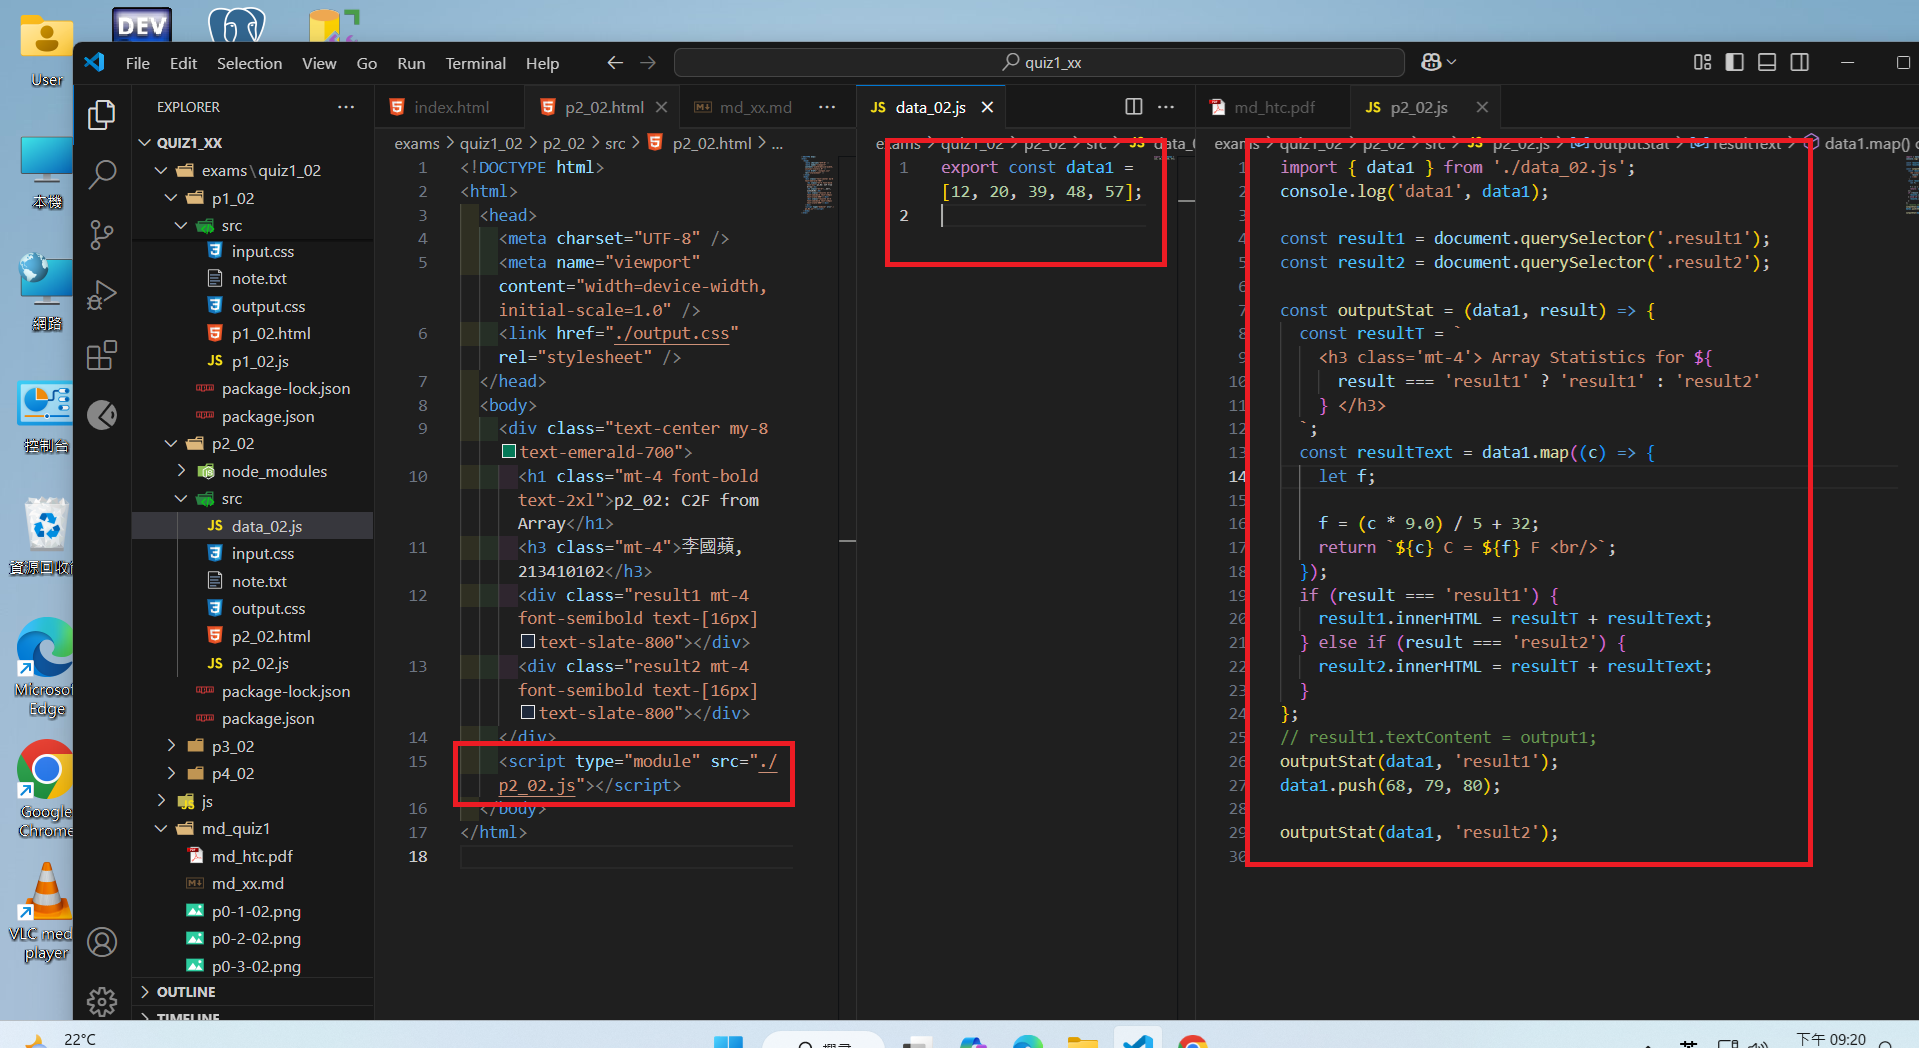 DEV
User
本機
網路
控制台
資源回收
Microsof
Edge
Google
Chrome
VLC med
player
File Edit Selection View Go Run Terminal Help
quiz1_xx
EXPLORER
QUIZ1_XX
exams\quiz1_02
p1_02
src
input.css
note.txt
output.css
p1_02.html
JS p1_02.js
package-lock.json
package.json
p2_02
node_modules
src
JS data_02.js
input.css
note.txt
output.css
p2_02.html
JS p2_02.js
package-lock.json
package.json
p3_02
p4_02
js
md_quiz1
md_htc.pdf
md_xx.md
p0-1-02.png
p0-2-02.png
p0-3-02.png
OUTLINE
TIMELINE
index.html
p2_02.html
md_xx.md
exams > quiz1_02 > p2_02 > src > p2_02.html > ...
1 <!DOCTYPE html>
2 <html>
3 <head>
4 <meta charset="UTF-8" />
5 <meta name="viewport"
content="width=device-width,
initial-scale=1.0" />
6 <link href="./output.css"
rel="stylesheet" />
7 </head>
8 <body>
9 <div class="text-center my-8
text-emerald-700">
10 <h1 class="mt-4 font-bold
text-2xl">p2_02: C2F from
Array</h1>
11 <h3 class="mt-4">李國蘋,
213410102</h3>
12 <div class="result1 mt-4
font-semibold text-[16px]
text-slate-800"></div>
13 <div class="result2 mt-4
font-semibold text-[16px]
text-slate-800"></div>
14 </div>
15 <script type="module" src="./
p2_02.js"></script>
16 </body>
17 </html>
18
JS data_02.js
exams > quiz1_02 > p2_02 > src > JS data_0
1 export const data1 =
[12, 20, 39, 48, 57];
2
md_htc.pdf
JS p2_02.js
exams > quiz1_02 > p2_02 > src > JS p2_02.js > outputStat > resultText > data1.map()
1 import { data1 } from './data_02.js';
2 console.log('data1', data1);
3
4 const result1 = document.querySelector('.result1');
5 const result2 = document.querySelector('.result2');
6
7 const outputStat = (data1, result) => {
8 const resultT = `
9 <h3 class='mt-4'> Array Statistics for ${
10 result === 'result1' ? 'result1' : 'result2'
11 } </h3>
12 `;
13 const resultText = data1.map((c) => {
14 let f;
15
16 f = (c * 9.0) / 5 + 32;
17 return `${c} C = ${f} F <br/>`;
18 });
19 if (result === 'result1') {
20 result1.innerHTML = resultT + resultText;
21 } else if (result === 'result2') {
22 result2.innerHTML = resultT + resultText;
23 }
24 };
25 // result1.textContent = output1;
26 outputStat(data1, 'result1');
27 data1.push(68, 79, 80);
28
29 outputStat(data1, 'result2');
30
22°C
下午 09:20